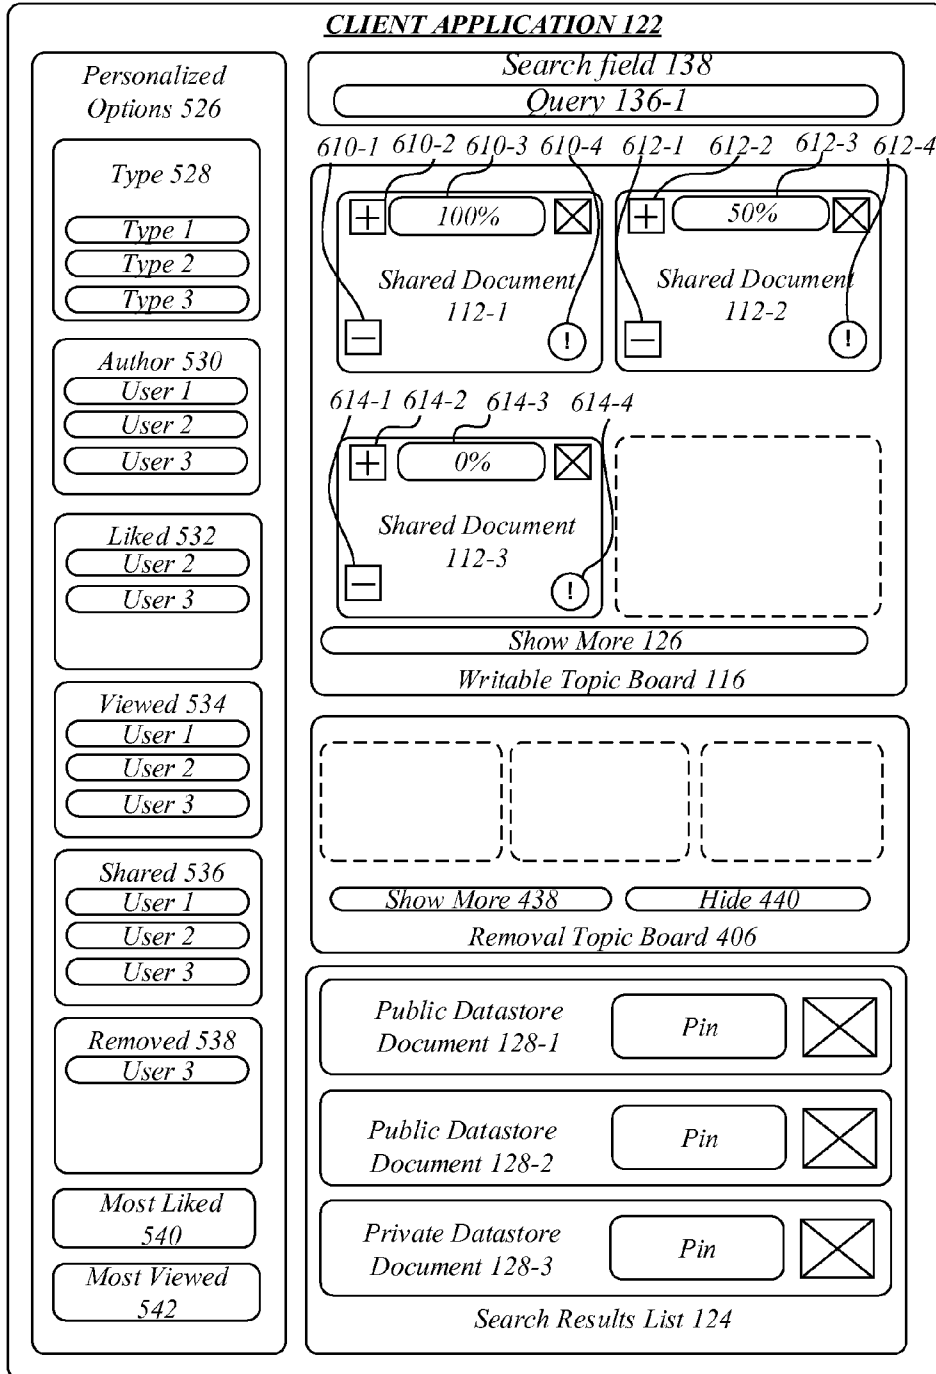 CLIENT APPLICATION 122
Personalized
Options 526
Type 528
Type 1
Type 2
Type 3
Author 530
User 1
User 2
User 3
Liked 532
User 2
User 3
Viewed 534
User 1
User 2
User 3
Shared 536
User 1
User 2
User 3
Removed 538
User 3
Most Liked
540
Most Viewed
542
Search field 138
Query 136-1
610-1 610-2 610-3 610-4 612-1 612-2 612-3 612-4
+ 100%
Shared Document
112-1
− !
+ 50%
Shared Document
112-2
− !
614-1 614-2 614-3 614-4
+ 0%
Shared Document
112-3
− !
Show More 126
Writable Topic Board 116
Show More 438 Hide 440
Removal Topic Board 406
Public Datastore
Document 128-1
Pin
Public Datastore
Document 128-2
Pin
Private Datastore
Document 128-3
Pin
Search Results List 124